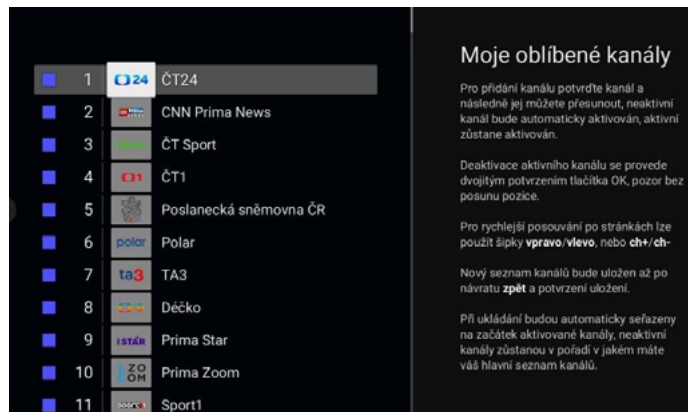 1 24 ČT24
2 CNN Prima News
3 ČT Sport
4 1 ČT1
5 Poslanecká sněmovna ČR
6 polar Polar
7 ta3 TA3
8 Déčko
9 STAR Prima Star
10 ZOOM Prima Zoom
11 Sport1
Moje oblíbené kanály
Pro přidání kanálu potvrďte kanál a
následně jej můžete přesunout, neaktivní
kanál bude automaticky aktivován, aktivní
zůstane aktivován.
Deaktivace aktivního kanálu se provede
dvojitým potvrzením tlačítka OK, pozor bez
posunu pozice.
Pro rychlejší posouvání po stránkách lze
použít šipky vpravo/vlevo, nebo ch+/ch-
Nový seznam kanálů bude uložen až po
návratu zpět a potvrzení uložení.
Při ukládání budou automaticky seřazeny
na začátek aktivované kanály, neaktivní
kanály zůstanou v pořadí v jakém máte
váš hlavní seznam kanálů.